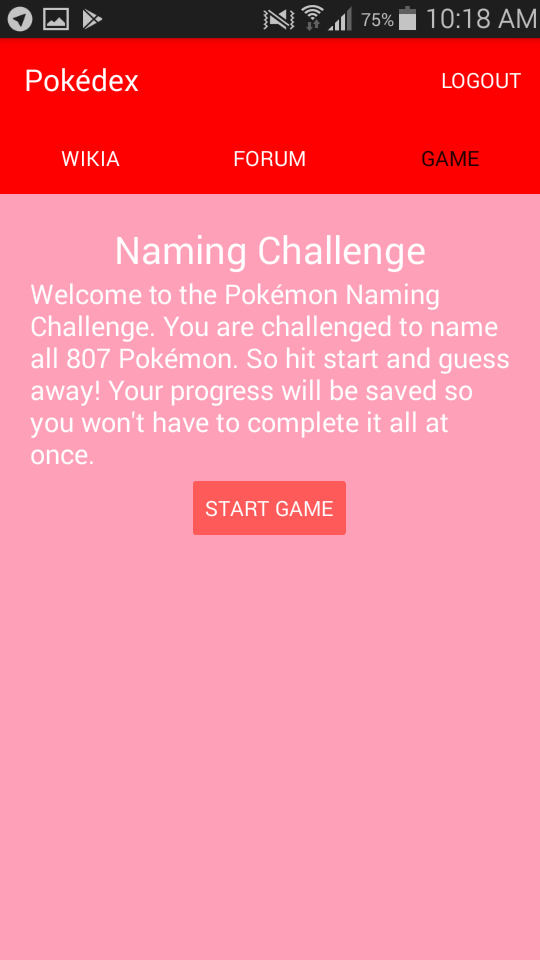 75% 10:18 AM
Pokédex LOGOUT
WIKIA FORUM GAME
Naming Challenge
Welcome to the Pokémon Naming
Challenge. You are challenged to name
all 807 Pokémon. So hit start and guess
away! Your progress will be saved so
you won't have to complete it all at
once.
START GAME